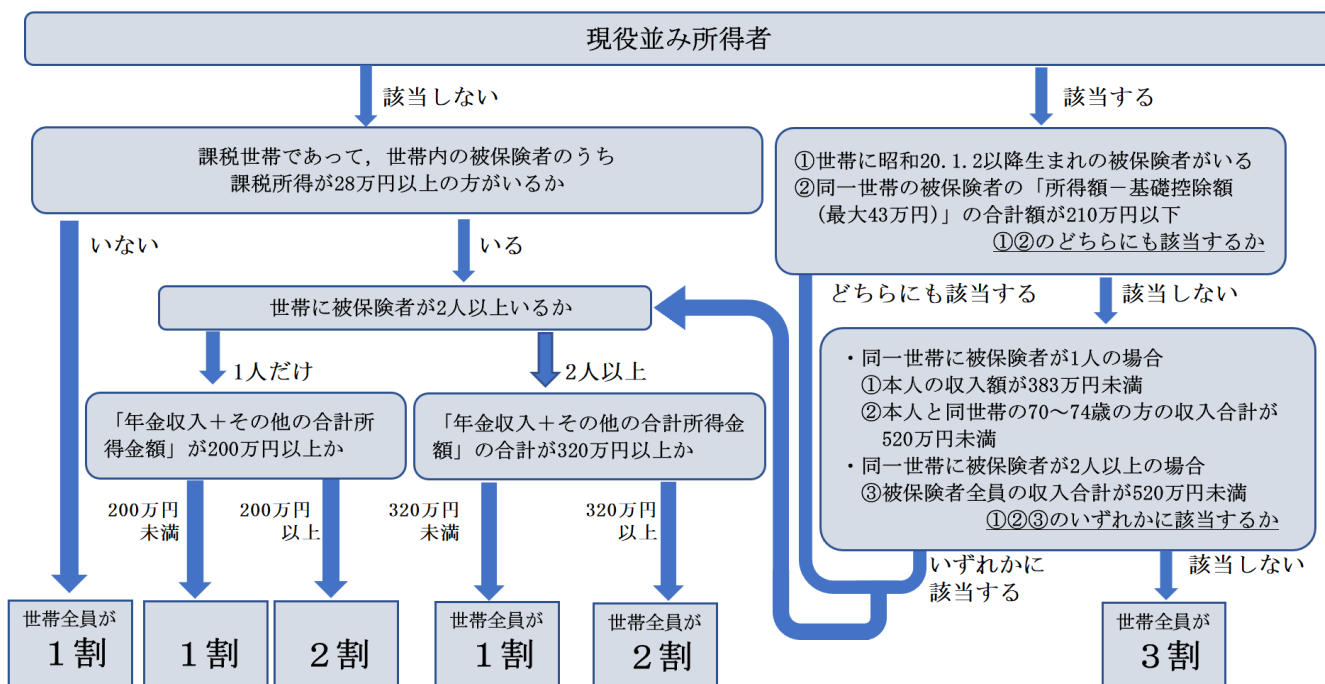 現役並み所得者
該当しない
該当する
課税世帯であって，世帯内の被保険者のうち
課税所得が28万円以上の方がいるか
①世帯に昭和20.1.2以降生まれの被保険者がいる
②同一世帯の被保険者の「所得額－基礎控除額
(最大43万円)」の合計額が210万円以下
①②のどちらにも該当するか
いない
いる
どちらにも該当する
該当しない
世帯に被保険者が2人以上いるか
1人だけ
2人以上
・同一世帯に被保険者が1人の場合
①本人の収入額が383万円未満
②本人と同世帯の70～74歳の方の収入合計が
520万円未満
・同一世帯に被保険者が2人以上の場合
③被保険者全員の収入合計が520万円未満
①②③のいずれかに該当するか
「年金収入＋その他の合計所
得金額」が200万円以上か
「年金収入＋その他の合計所得金
額」の合計が320万円以上か
200万円
未満
200万円
以上
320万円
未満
320万円
以上
いずれかに
該当する
該当しない
世帯全員が
１割
１割
２割
世帯全員が
１割
世帯全員が
２割
世帯全員が
３割